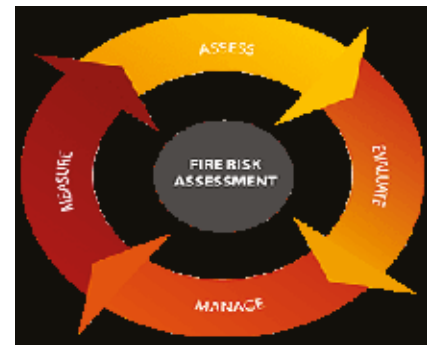 ASSESS
EVALUATE
MANAGE
MEASURE
FIRE RISK
ASSESSMENT